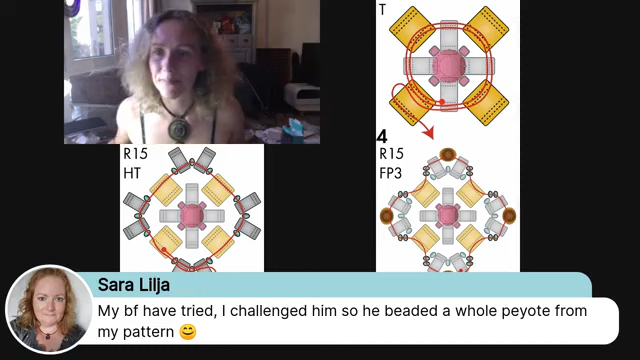 T
4
R15
HT
R15
FP3
Sara Lilja
My bf have tried, I challenged him so he beaded a whole peyote from
my pattern 😊